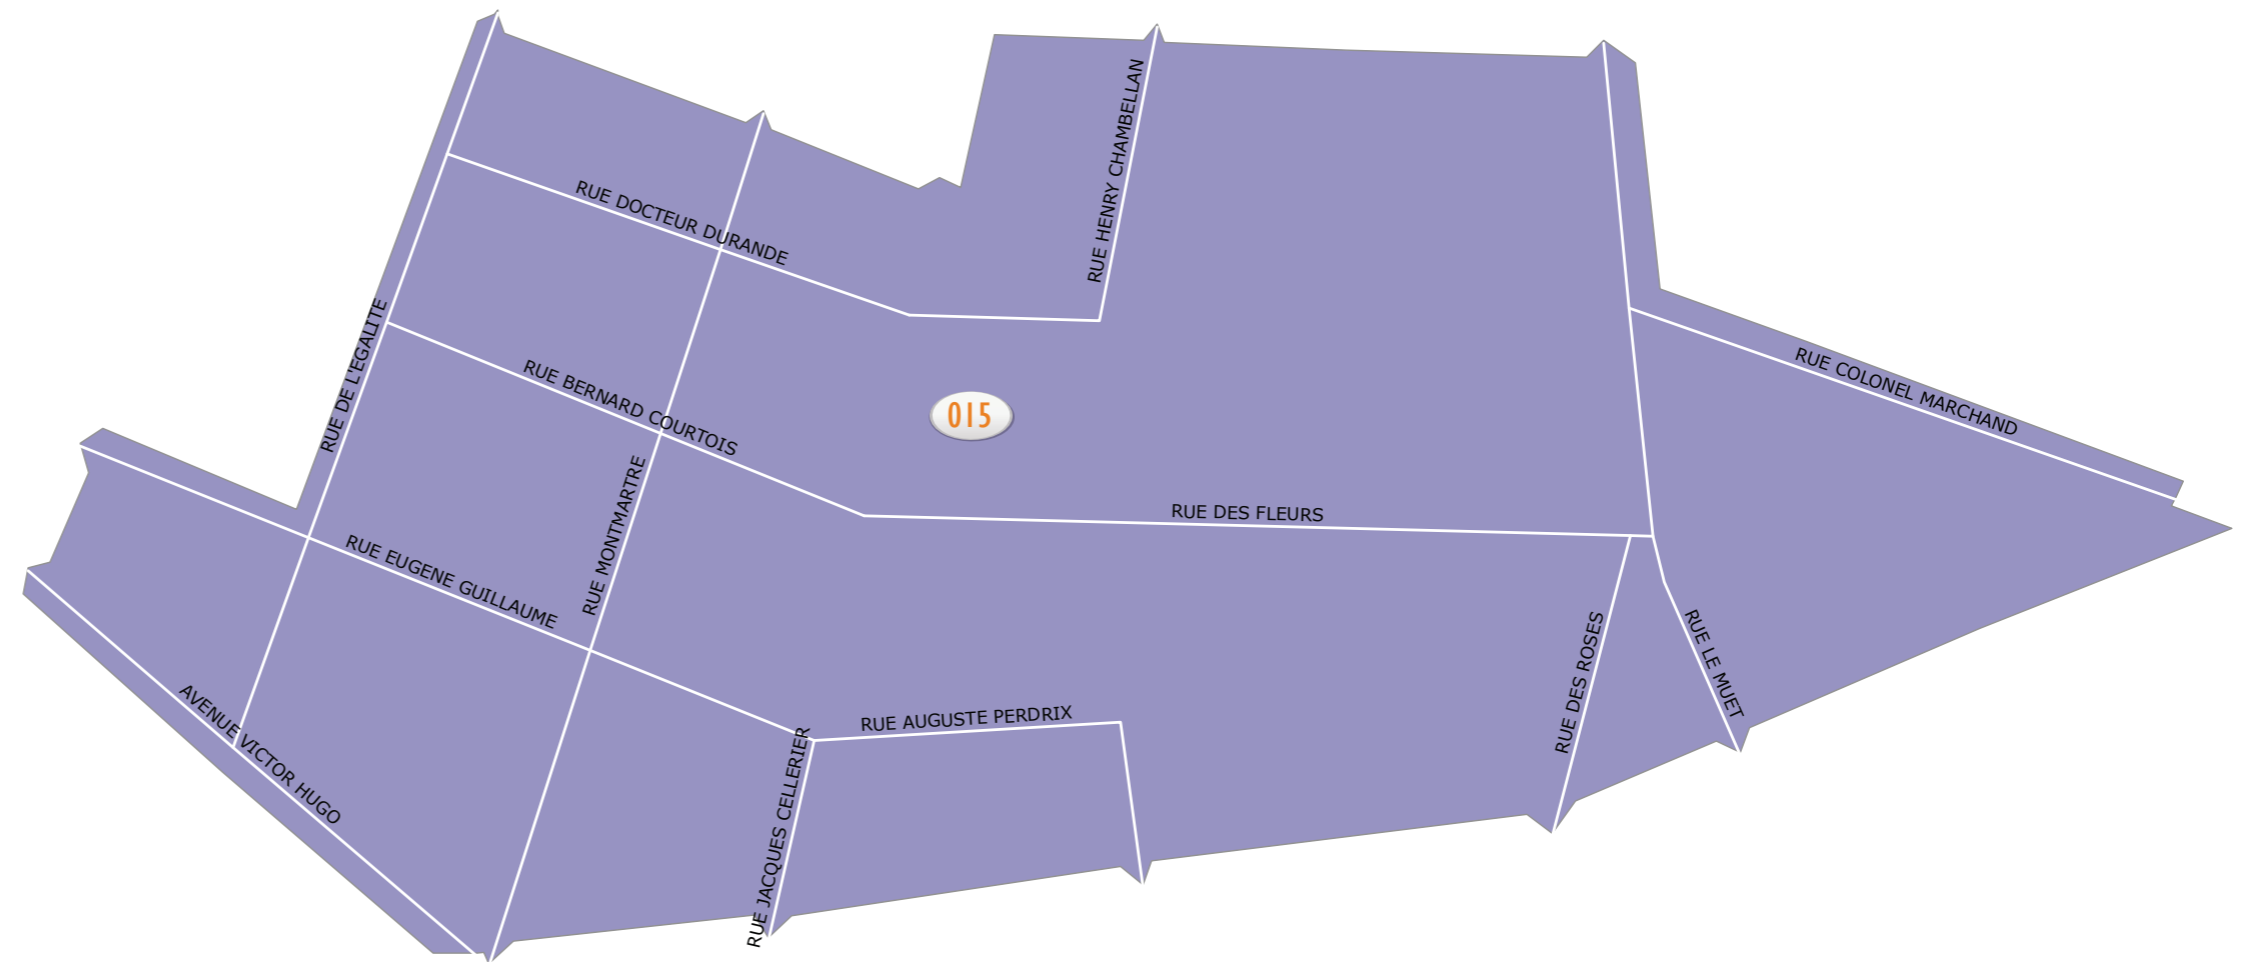 RUE HENRY CHAMBELLAN
RUE DOCTEUR DURANDE
RUE DE L'EGALITE
RUE BERNARD COURTOIS
RUE COLONEL MARCHAND
015
RUE MONTMARTRE
RUE DES FLEURS
RUE EUGENE GUILLAUME
RUE DES ROSES
RUE LE MUET
AVENUE VICTOR HUGO
RUE AUGUSTE PERDRIX
RUE JACQUES CELLERIER